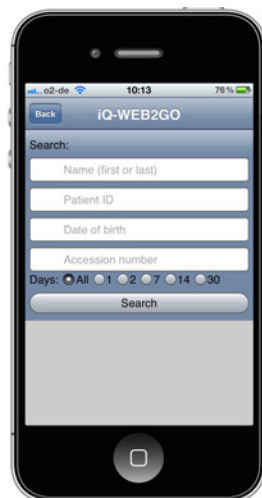 o2-de 10:13 76 %
Back iQ-WEB2GO
Search:
Name (first or last)
Patient ID
Date of birth
Accession number
Days: All 1 2 7 14 30
Search